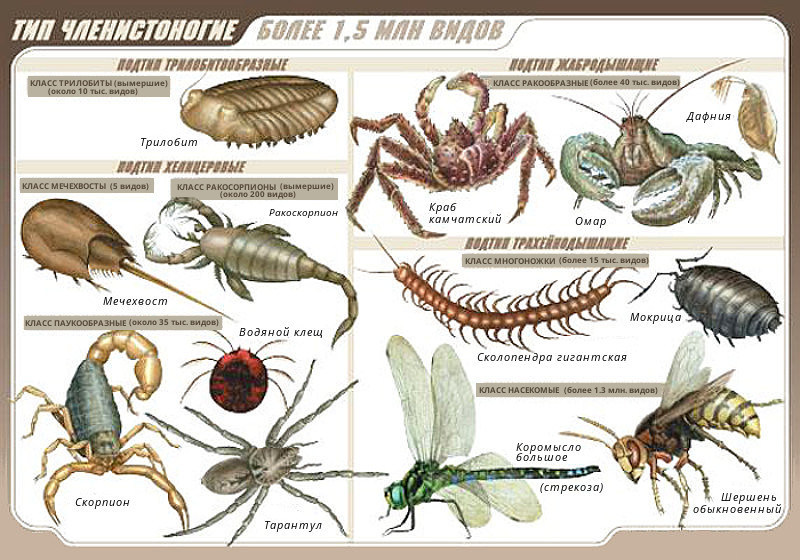 ТИП ЧЛЕНИСТОНОГИЕ БОЛЕЕ 1,5 МЛН ВИДОВ
ПОДТИП ТРИЛОБИТООБРАЗНЫЕ
КЛАСС ТРИЛОБИТЫ (вымершие)
(около 10 тыс. видов)
Трилобит
ПОДТИП ХЕЛИЦЕРОВЫЕ
КЛАСС МЕЧЕХВОСТЫ (5 видов)
КЛАСС РАКОСКОРПИОНЫ (вымершие)
(около 200 видов)
Ракоскорпион
Мечехвост
КЛАСС ПАУКООБРАЗНЫЕ (около 35 тыс. видов)
Водяной клещ
Скорпион
Тарантул
ПОДТИП ЖАБРОДЫШАЩИЕ
КЛАСС РАКООБРАЗНЫЕ (более 40 тыс. видов)
Дафния
Краб
камчатский
Омар
ПОДТИП ТРАХЕЙНОДЫШАЩИЕ
КЛАСС МНОГОНОЖКИ (более 15 тыс. видов)
Мокрица
Сколопендра гигантская
КЛАСС НАСЕКОМЫЕ (более 1.3 млн. видов)
Коромысло
большое
(стрекоза)
Шершень
обыкновенный